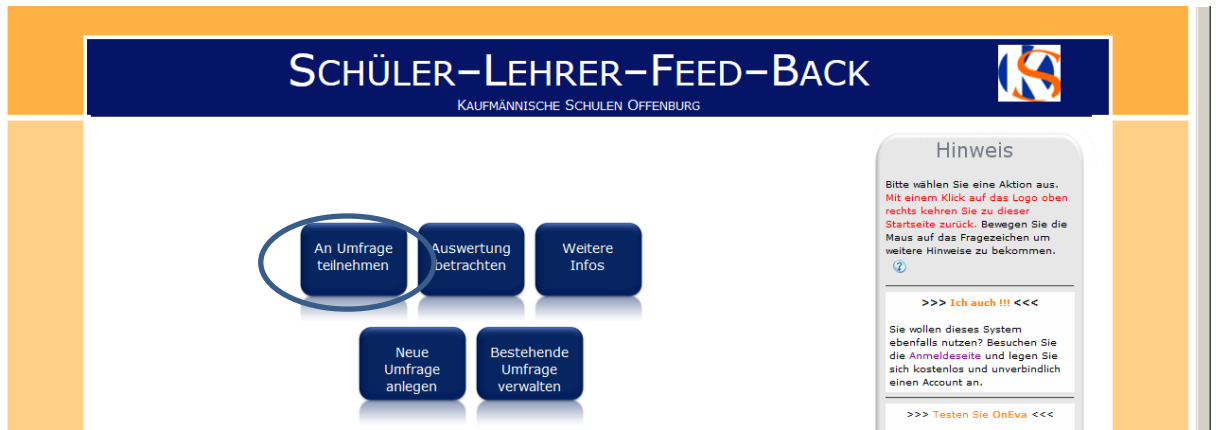 SCHÜLER–LEHRER–FEED–BACK
KAUFMÄNNISCHE SCHULEN OFFENBURG
KS
An Umfrage
teilnehmen
Auswertung
betrachten
Weitere
Infos
Neue
Umfrage
anlegen
Bestehende
Umfrage
verwalten
Hinweis
Bitte wählen Sie eine Aktion aus.
Mit einem Klick auf das Logo oben
rechts kehren Sie zu dieser
Startseite zurück. Bewegen Sie die
Maus auf das Fragezeichen um
weitere Hinweise zu bekommen.
?
>>> Ich auch !!! <<<
Sie wollen dieses System
ebenfalls nutzen? Besuchen Sie
die Anmeldeseite und legen Sie
sich kostenlos und unverbindlich
einen Account an.
>>> Testen Sie OnEva <<<